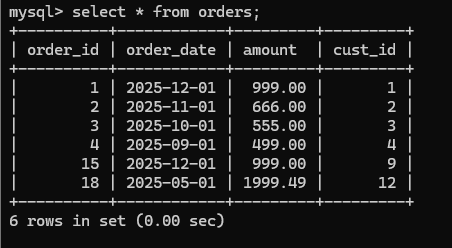 mysql> select * from orders;
+----------+------------+---------+---------+
| order_id | order_date | amount  | cust_id |
+----------+------------+---------+---------+
|        1 | 2025-12-01 |  999.00 |       1 |
|        2 | 2025-11-01 |  666.00 |       2 |
|        3 | 2025-10-01 |  555.00 |       3 |
|        4 | 2025-09-01 |  499.00 |       4 |
|       15 | 2025-12-01 |  999.00 |       9 |
|       18 | 2025-05-01 | 1999.49 |      12 |
+----------+------------+---------+---------+
6 rows in set (0.00 sec)